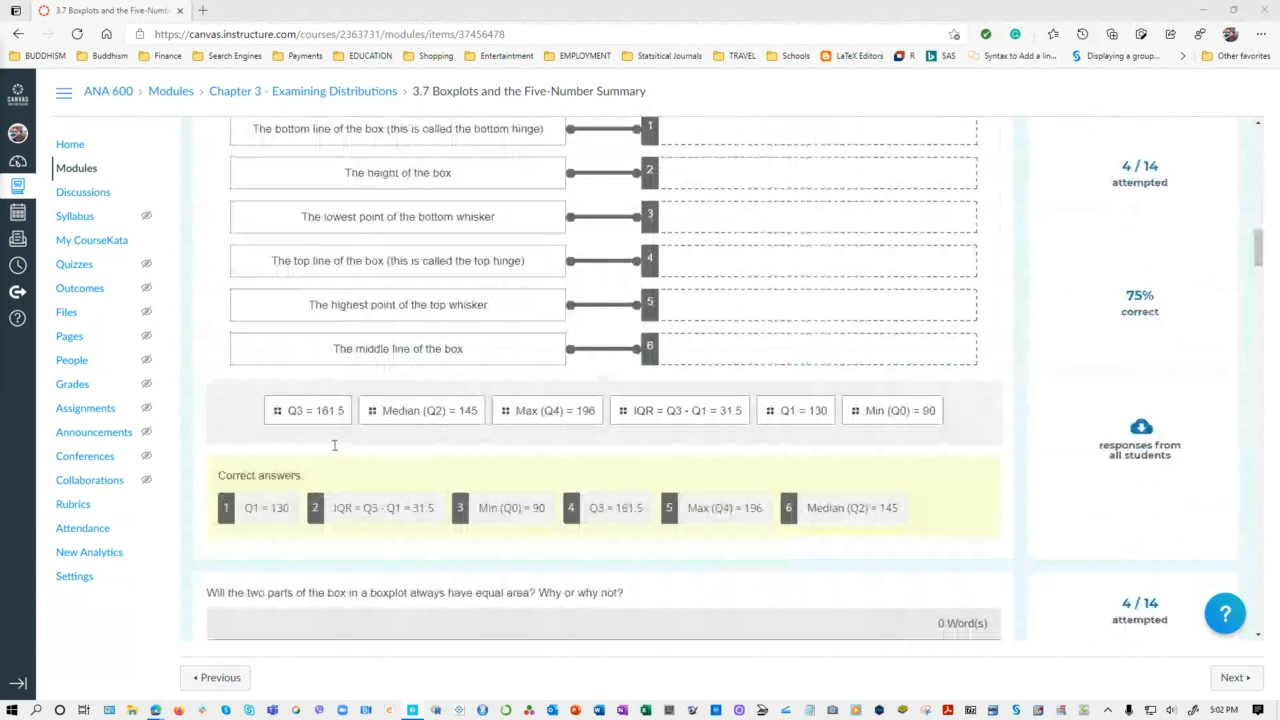 3.7 Boxplots and the Five-Numb
https://canvas.instructure.com/courses/2363731/modules/items/37456478
BUDDHISM Buddhism Finance Search Engines Payments EDUCATION Shopping Entertainment EMPLOYMENT Statsitical Journals TRAVEL Schools LaTeX Editors R SAS Syntax to Add a lin... Displaying a group... Other favorites
CANVAS
ANA 600 › Modules › Chapter 3 - Examining Distributions › 3.7 Boxplots and the Five-Number Summary
Home
Modules
Discussions
Syllabus
My CourseKata
Quizzes
Outcomes
Files
Pages
People
Grades
Assignments
Announcements
Conferences
Collaborations
Rubrics
Attendance
New Analytics
Settings
The bottom line of the box (this is called the bottom hinge) 1
The height of the box 2
The lowest point of the bottom whisker 3
The top line of the box (this is called the top hinge) 4
The highest point of the top whisker 5
The middle line of the box 6
Q3 = 161.5 Median (Q2) = 145 Max (Q4) = 196 IQR = Q3 - Q1 = 31.5 Q1 = 130 Min (Q0) = 90
Correct answers:
1 Q1 = 130 2 IQR = Q3 - Q1 = 31.5 3 Min (Q0) = 90 4 Q3 = 161.5 5 Max (Q4) = 196 6 Median (Q2) = 145
Will the two parts of the box in a boxplot always have equal area? Why or why not?
0 Word(s)
4 / 14
attempted
75%
correct
responses from
all students
4 / 14
attempted
?
Previous
Next
5:02 PM